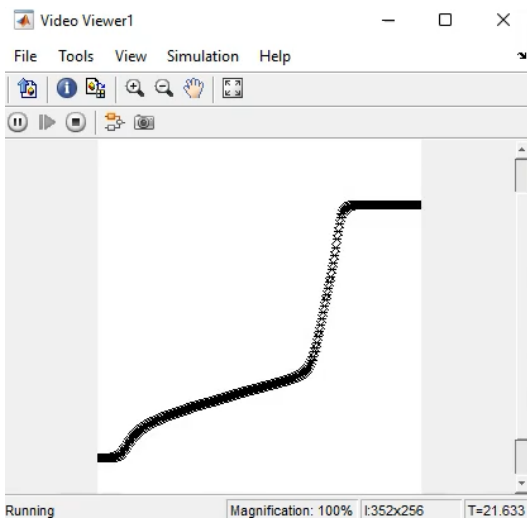 Video Viewer1
File Tools View Simulation Help
Running Magnification: 100% I:352x256 T=21.633